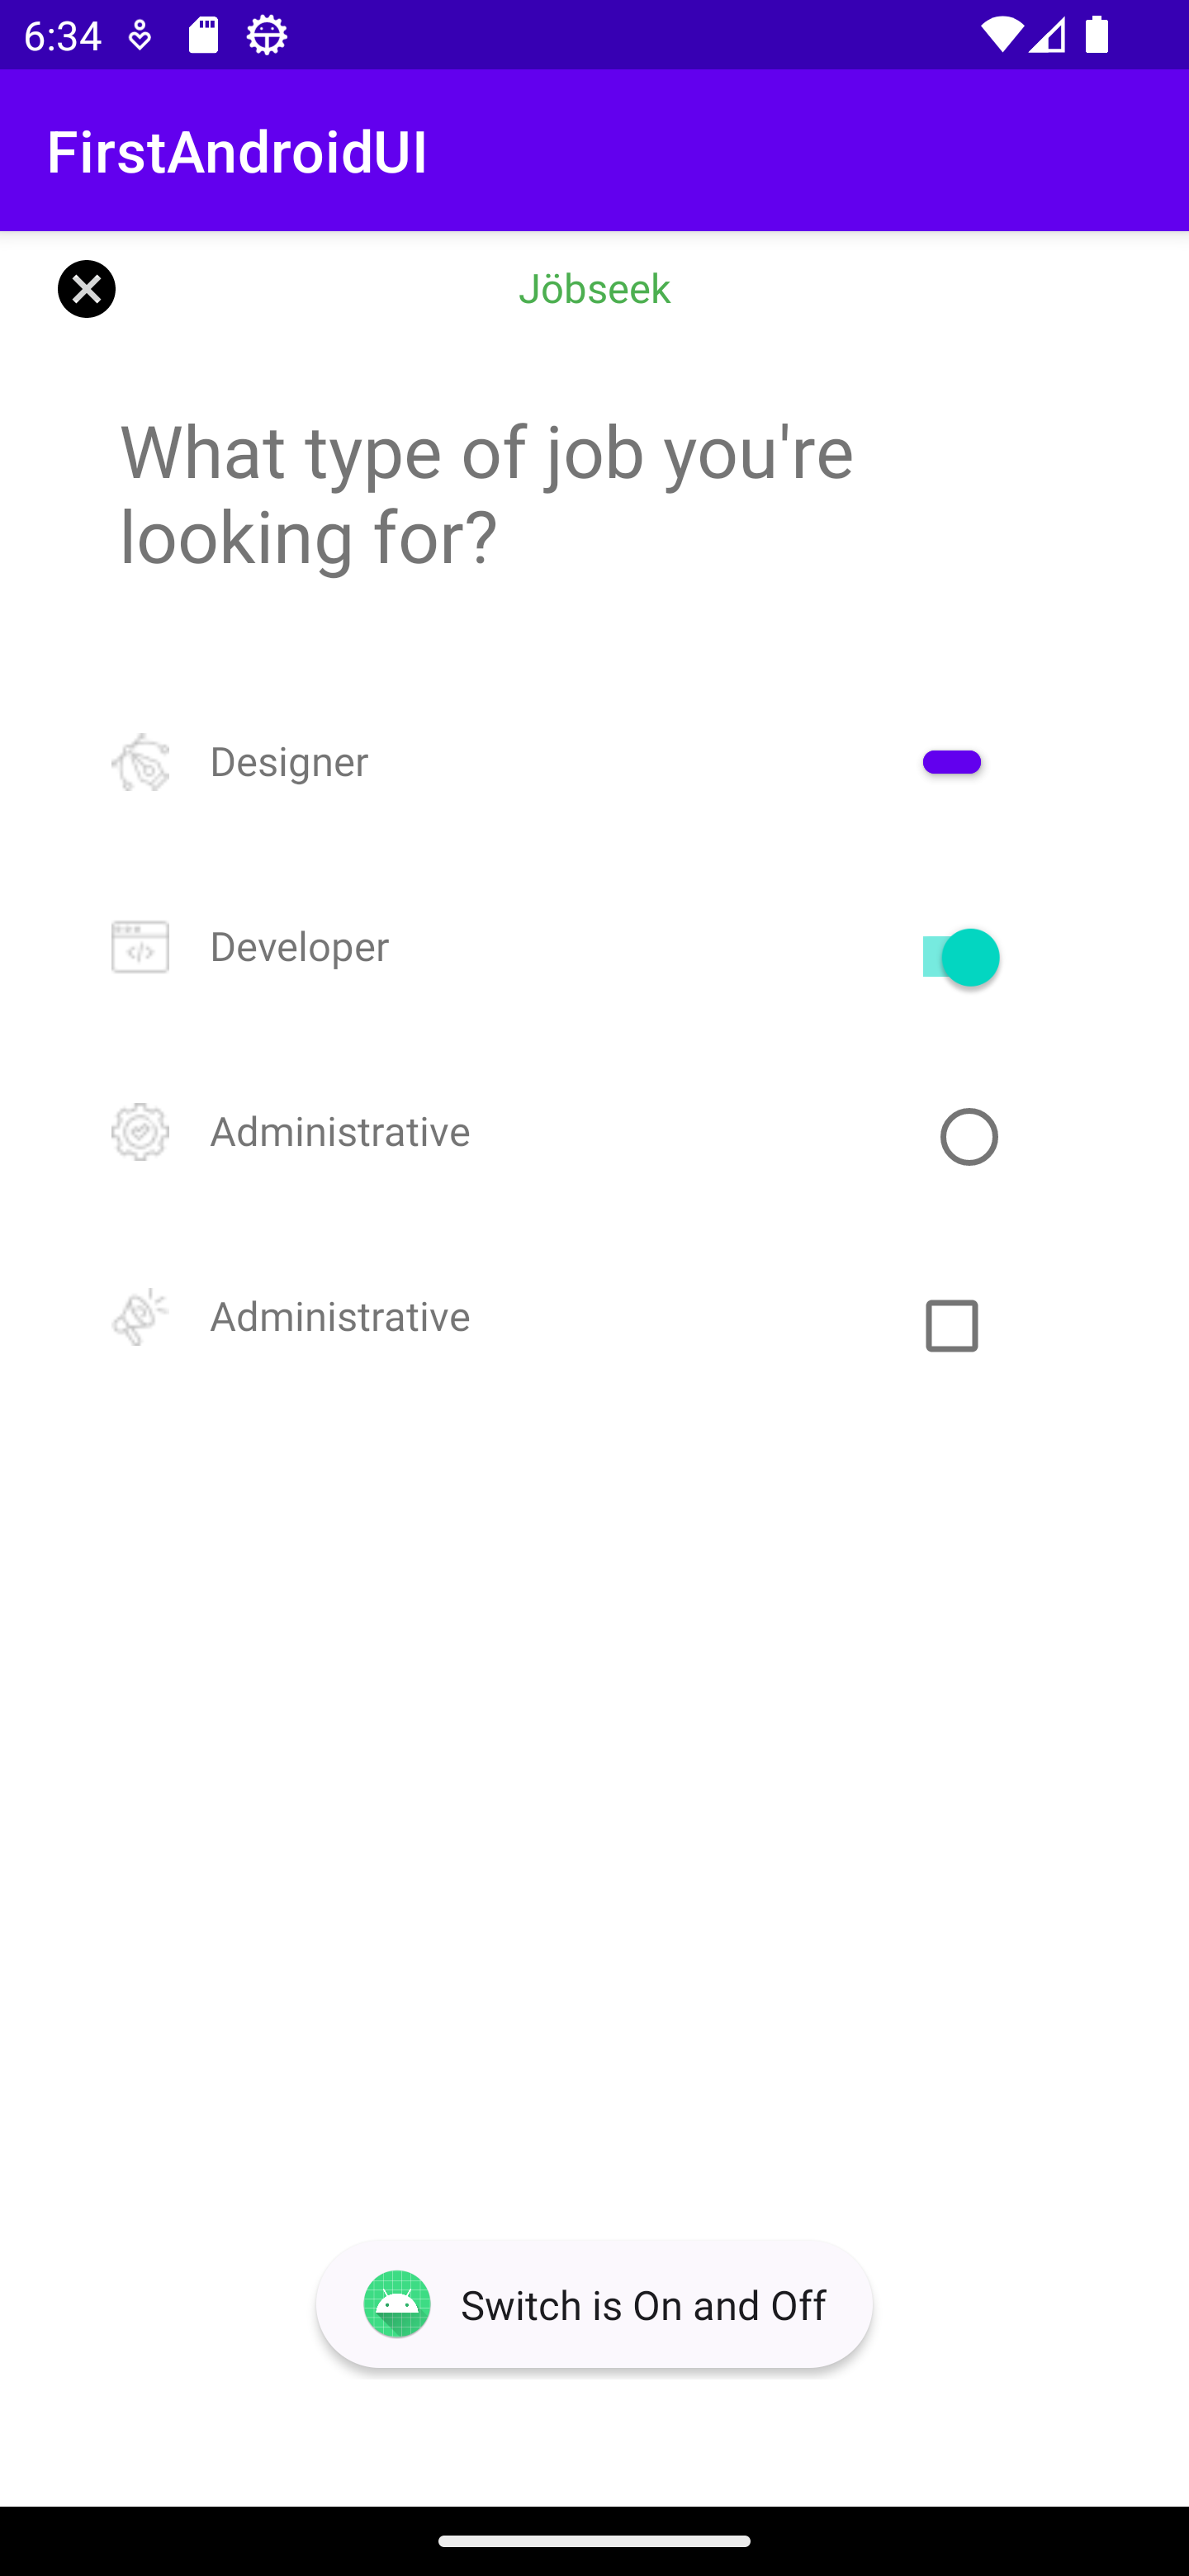 6:34
FirstAndroidUI
Jöbseek
What type of job you're
looking for?
Designer
Developer
Administrative
Administrative
Switch is On and Off